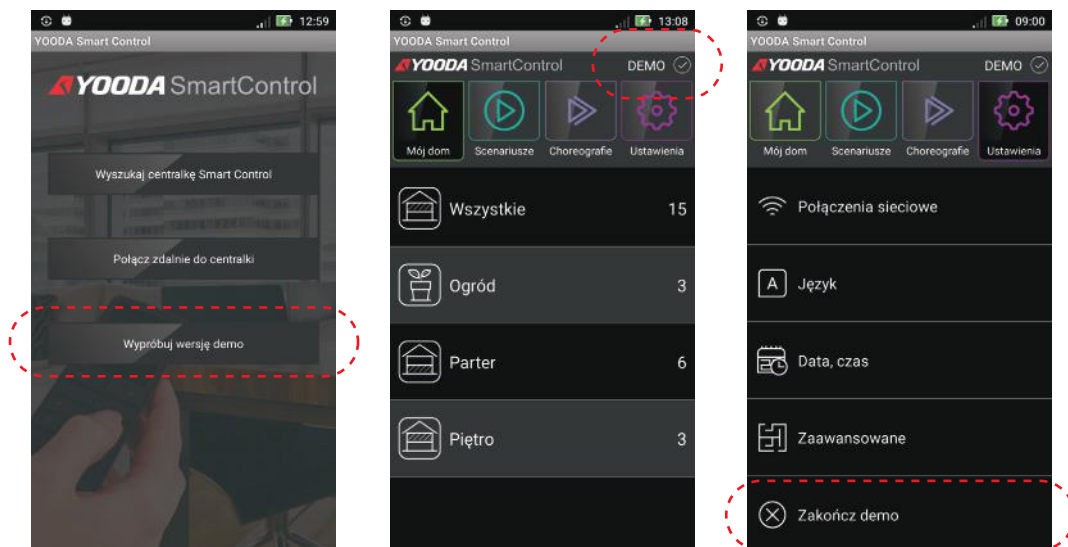 12:59
YOODA Smart Control
YOODA SmartControl
Wyszukaj centralkę Smart Control
Połącz zdalnie do centralki
Wypróbuj wersję demo
13:08
YOODA Smart Control
YOODA SmartControl DEMO
Mój dom Scenariusze Choreografie Ustawienia
Wszystkie 15
Ogród 3
Parter 6
Piętro 3
09:00
YOODA Smart Control
YOODA SmartControl DEMO
Mój dom Scenariusze Choreografie Ustawienia
Połączenia sieciowe
A Język
Data, czas
Zaawansowane
Zakończ demo